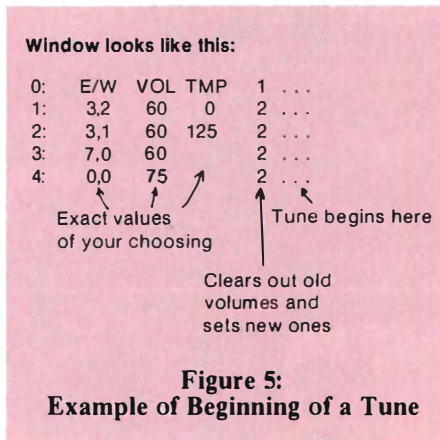 Window looks like this:
0: E/W VOL TMP 1 ...
1: 3,2 60 0 2 ...
2: 3,1 60 125 2 ...
3: 7,0 60 2 ...
4: 0,0 75 2 ...
Exact values
of your choosing
Tune begins here
Clears out old
volumes and
sets new ones
Figure 5:
Example of Beginning of a Tune